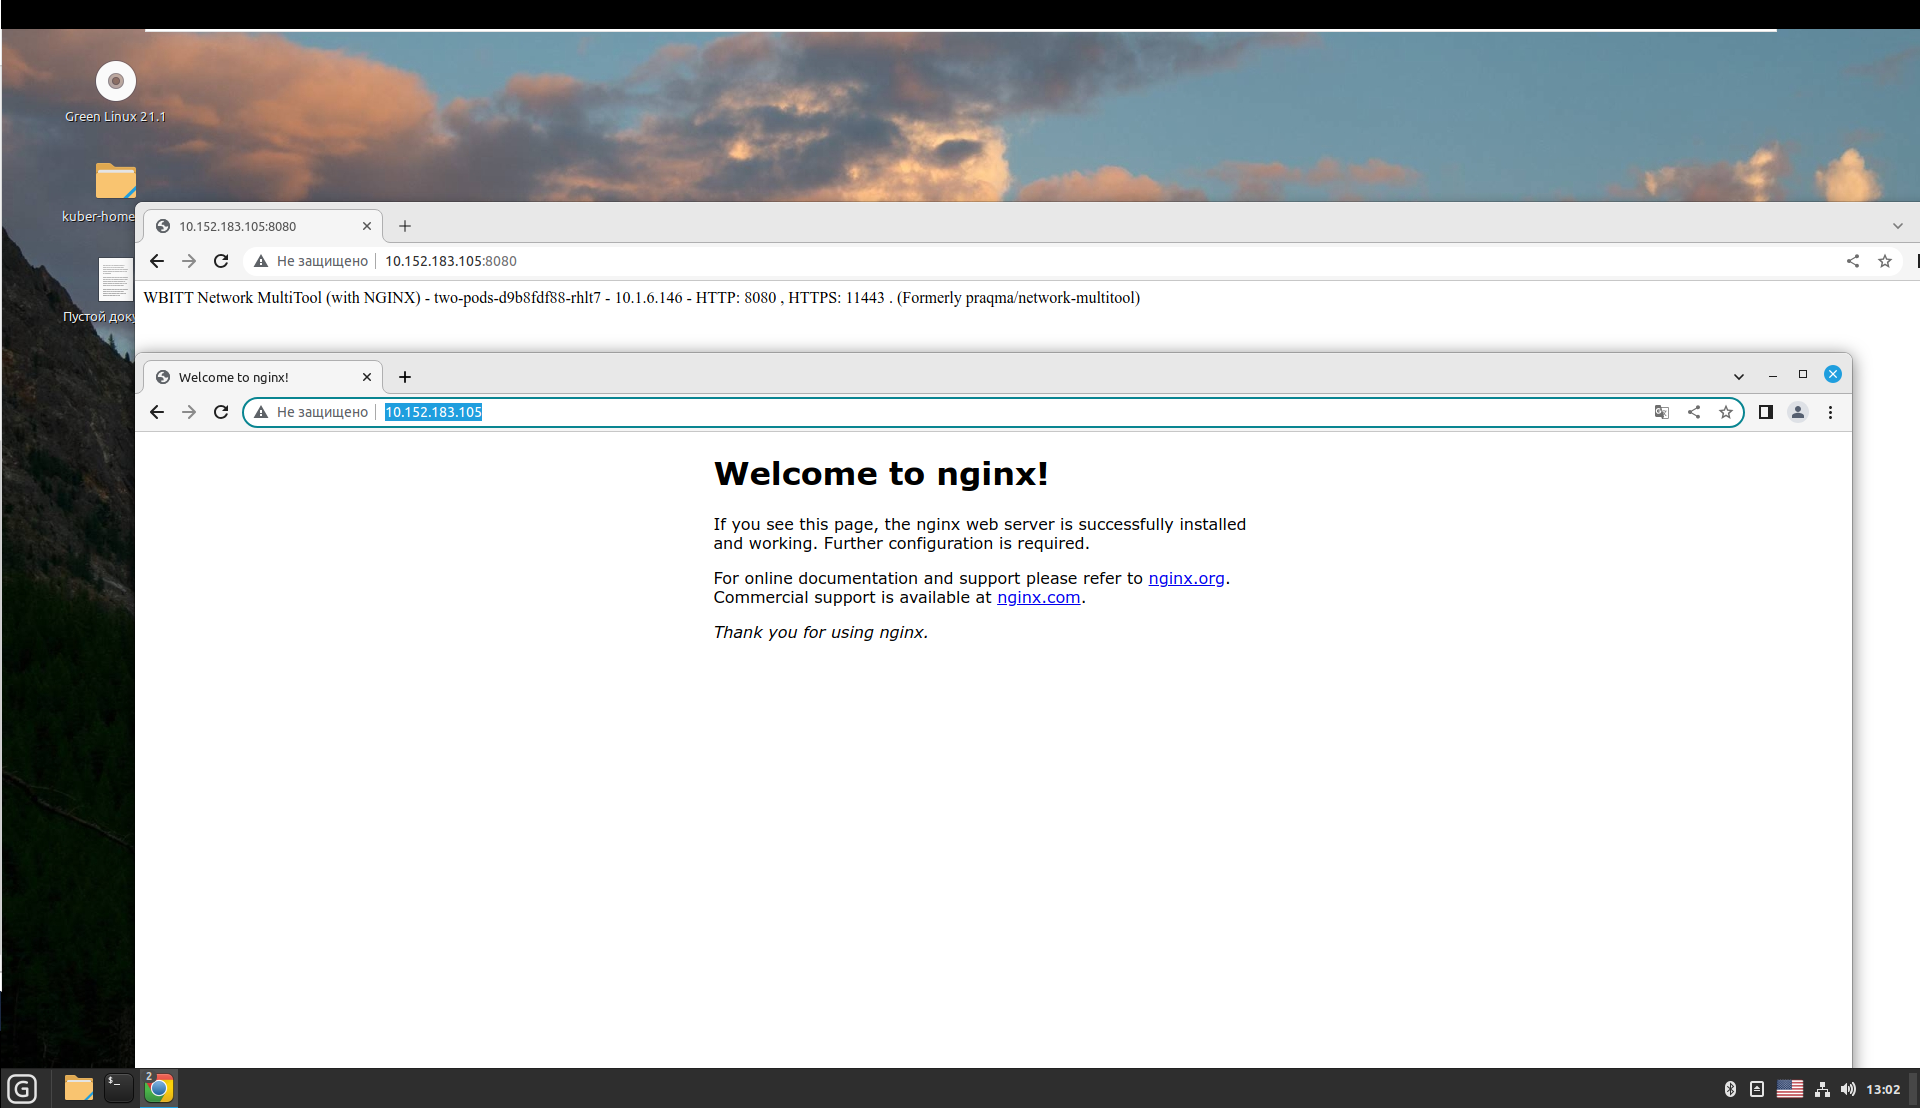 Green Linux 21.1
kuber-home
Пустой доку
10.152.183.105:8080
Не защищено
10.152.183.105:8080
WBITT Network MultiTool (with NGINX) - two-pods-d9b8fdf88-rhlt7 - 10.1.6.146 - HTTP: 8080 , HTTPS: 11443 . (Formerly praqma/network-multitool)
Welcome to nginx!
Не защищено
10.152.183.105
Welcome to nginx!
If you see this page, the nginx web server is successfully installed
and working. Further configuration is required.
For online documentation and support please refer to nginx.org.
Commercial support is available at nginx.com.
Thank you for using nginx.
G
$_
2
13:02